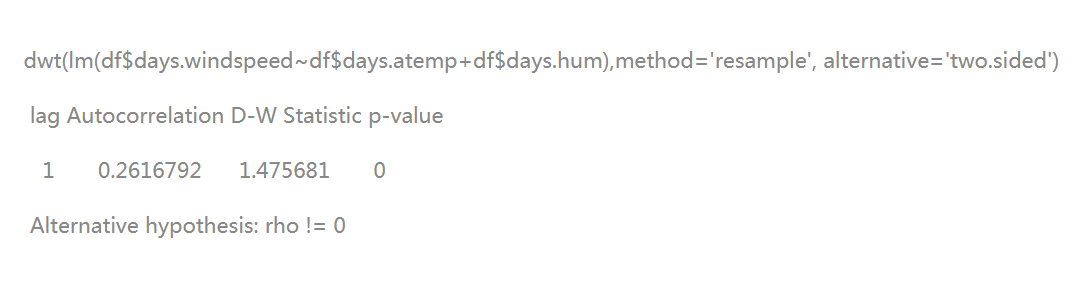 dwt(lm(df$days.windspeed~df$days.atemp+df$days.hum),method='resample', alternative='two.sided')
lag Autocorrelation D-W Statistic p-value
1 0.2616792 1.475681 0
Alternative hypothesis: rho != 0